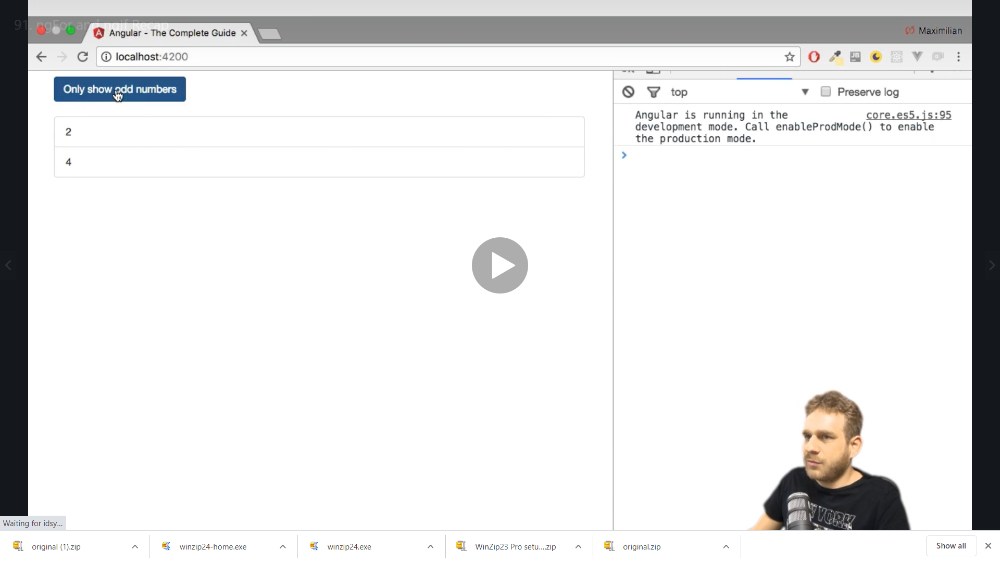 91. ngFor and ngIf Recap
Angular - The Complete Guide
Maximilian
localhost:4200
JB
Only show odd numbers
top
Preserve log
2
4
Angular is running in the core.es5.js:95
development mode. Call enableProdMode() to enable
the production mode.
YORK
Waiting for idsy...
original (1).zip
winzip24-home.exe
winzip24.exe
WinZip23 Pro setu....zip
original.zip
Show all